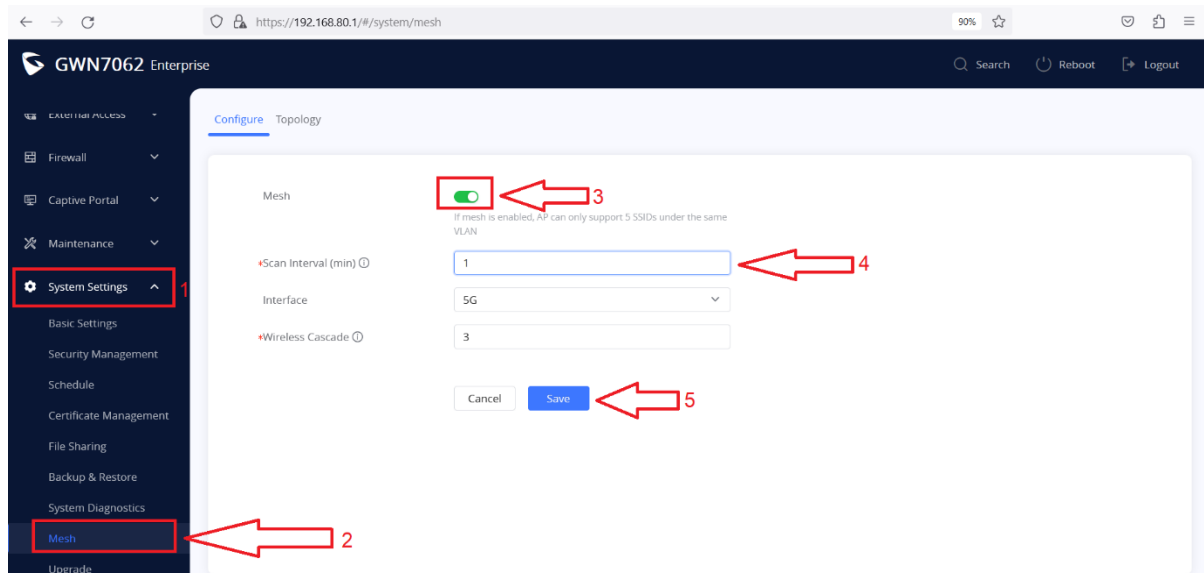 https://192.168.80.1/#/system/mesh
90%
GWN7062 Enterprise
Search
Reboot
Logout
External Access
Firewall
Captive Portal
Maintenance
System Settings
1
Basic Settings
Security Management
Schedule
Certificate Management
File Sharing
Backup & Restore
System Diagnostics
Mesh
2
Upgrade
Configure Topology
Mesh
3
If mesh is enabled, AP can only support 5 SSIDs under the same
VLAN
*Scan Interval (min)
1
4
Interface
5G
*Wireless Cascade
3
Cancel
Save
5